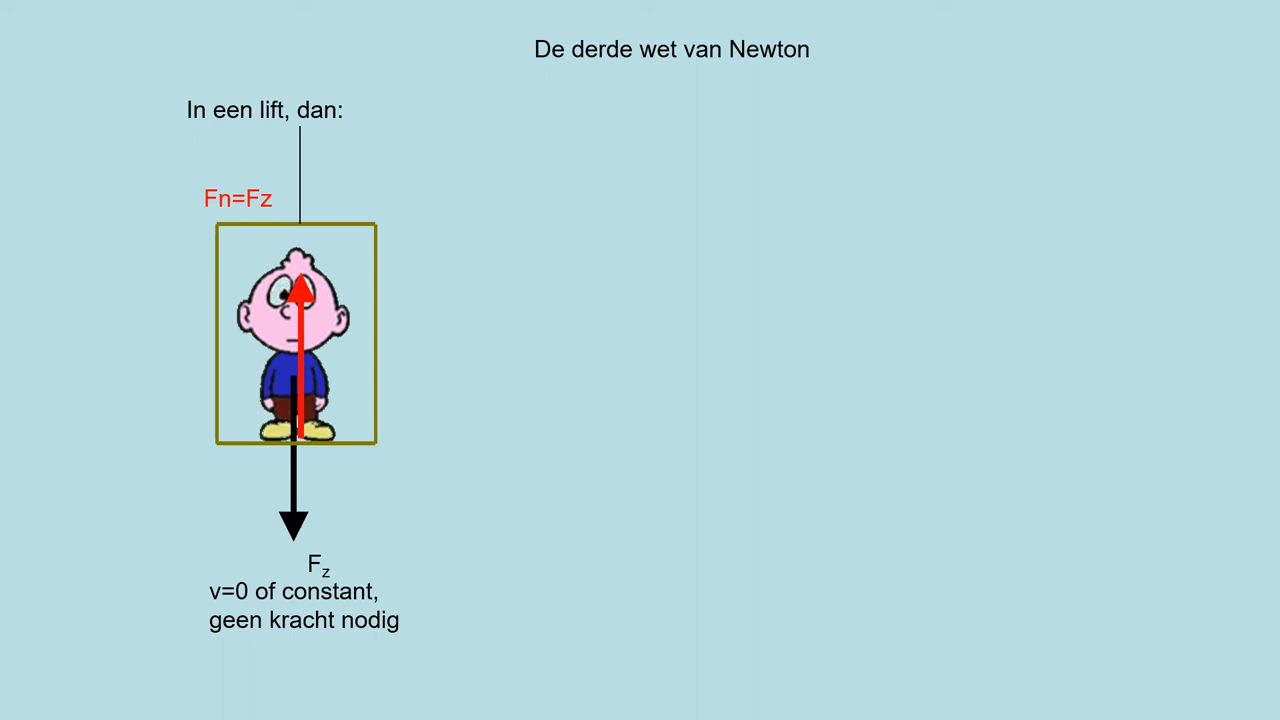 De derde wet van Newton
In een lift, dan:
Fn=Fz
Fz
v=0 of constant,
geen kracht nodig